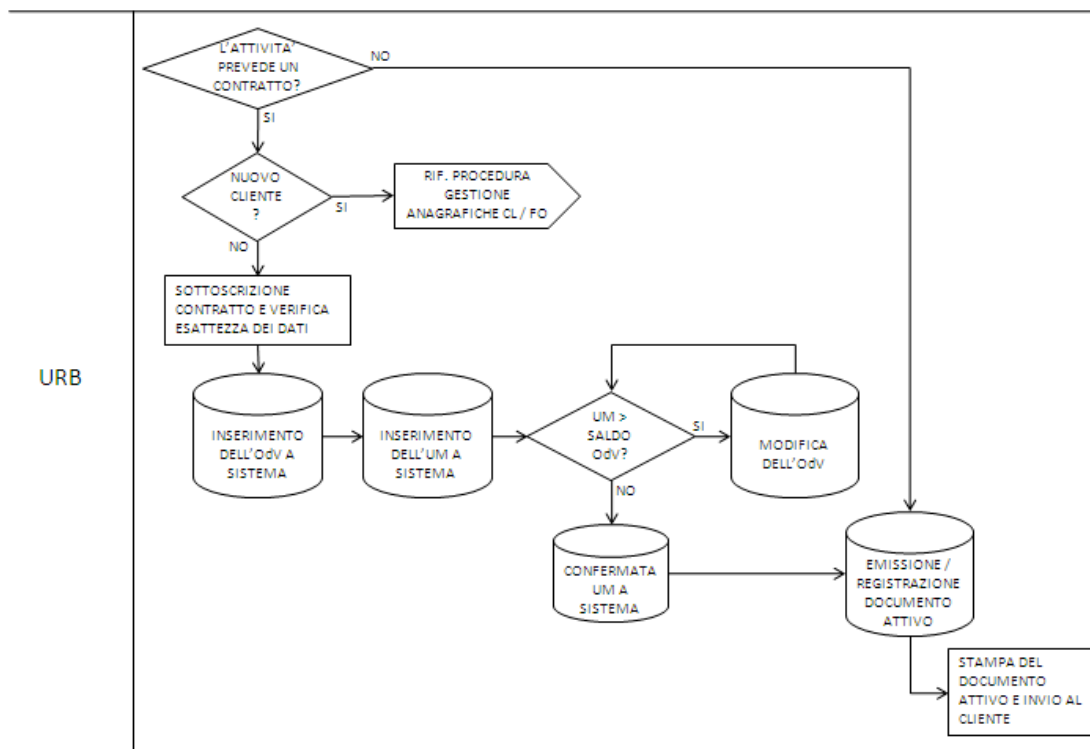 L'ATTIVITA'
PREVEDE UN
CONTRATTO?
NO
SI
NUOVO
CLIENTE
?
SI
RIF. PROCEDURA
GESTIONE
ANAGRAFICHE CL / FO
NO
SOTTOSCRIZIONE
CONTRATTO E VERIFICA
ESATTEZZA DEI DATI
URB
INSERIMENTO
DELL'OdV A
SISTEMA
INSERIMENTO
DELL'UM A
SISTEMA
UM >
SALDO
OdV?
SI
MODIFICA
DELL'OdV
NO
CONFERMATA
UM A
SISTEMA
EMISSIONE /
REGISTRAZIONE
DOCUMENTO
ATTIVO
STAMPA DEL
DOCUMENTO
ATTIVO E INVIO AL
CLIENTE